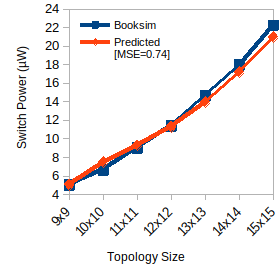 24
22
20
18
16
14
12
10
8
6
4
Switch Power (µW)
Booksim
Predicted
[MSE=0.74]
9x9
10x10
11x11
12x12
13x13
14x14
15x15
Topology Size